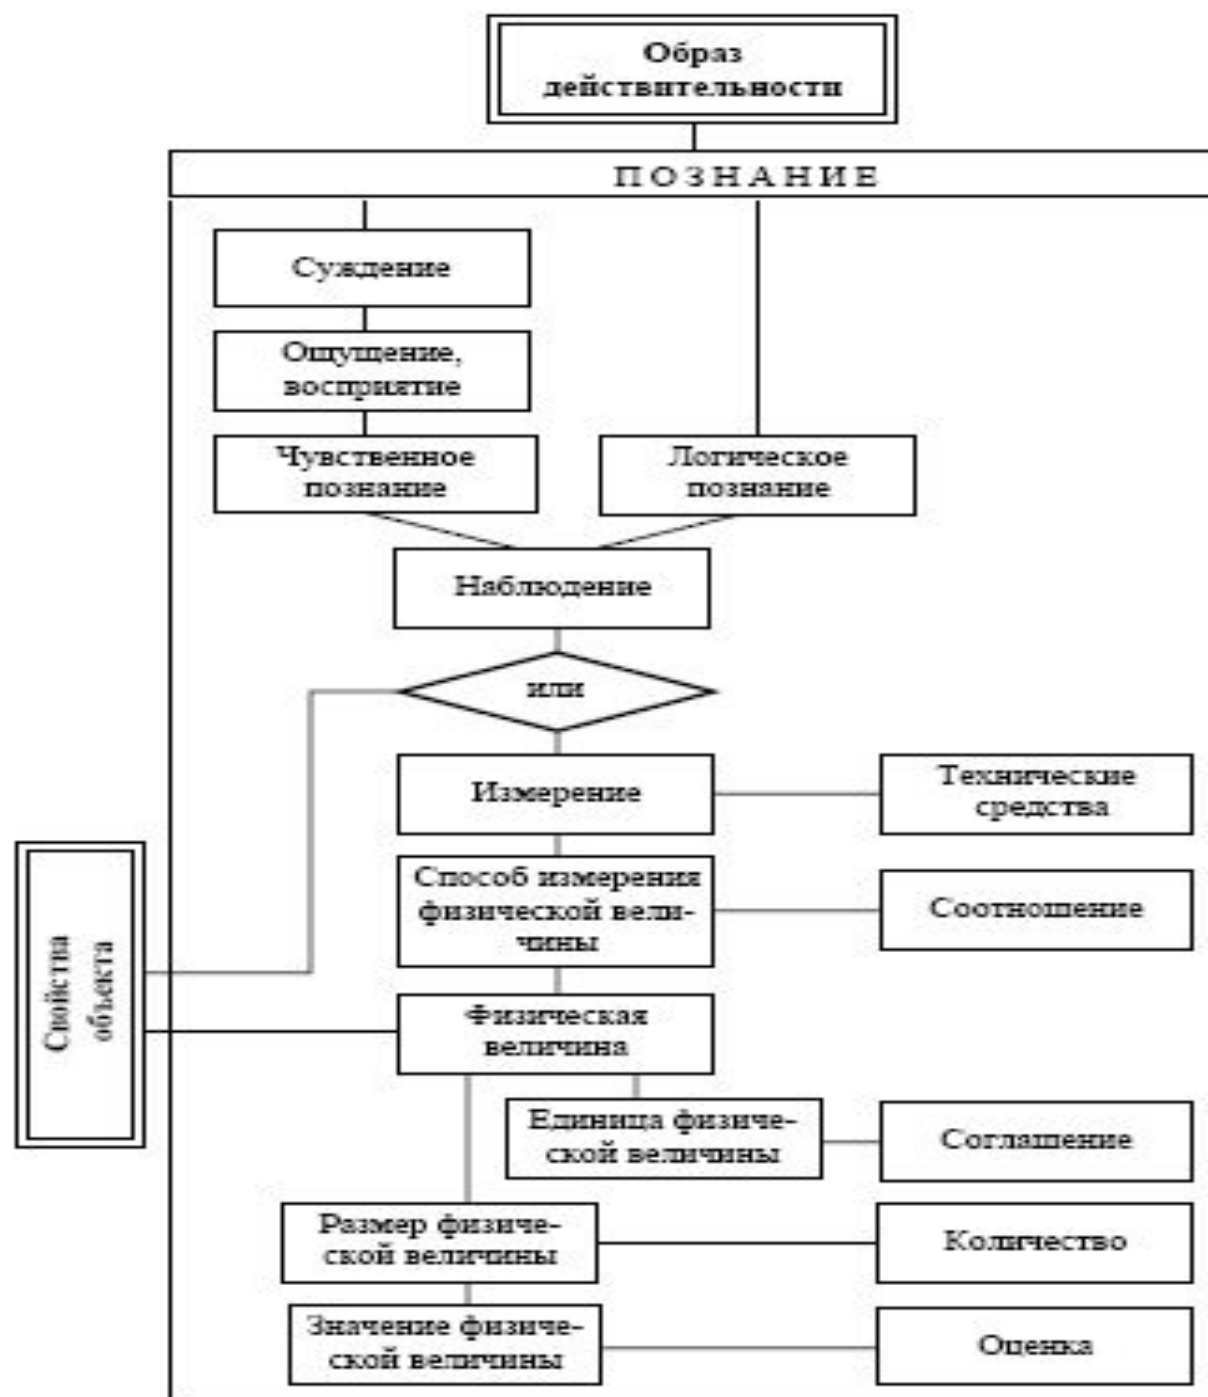 Образ
действительности
ПОЗНАНИЕ
Суждение
Ощущение,
восприятие
Чувственное
познание
Логическое
познание
Наблюдение
или
Измерение
Технические
средства
Способ измерения
физической вели-
чины
Соотношение
Свойства
объекта
Физическая
величина
Единица физиче-
ской величины
Соглашение
Размер физиче-
ской величины
Количество
Значение физиче-
ской величины
Оценка